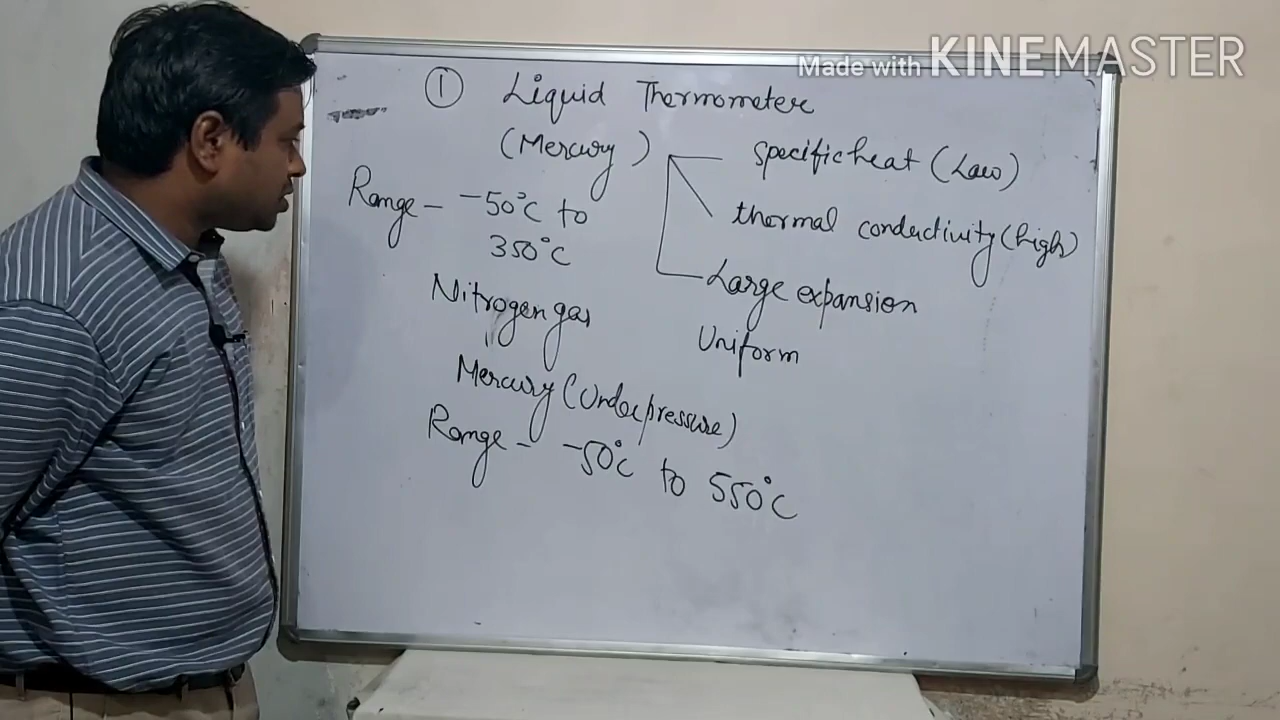 Made with KINEMASTER
① Liquid Thermometer
(Mercury)
Specific heat (Low)
Range - -50°C to
350°C
thermal conductivity (high)
Large expansion
Nitrogen gas
Uniform
Mercury (Under pressure)
Range - -50°C to 550°C